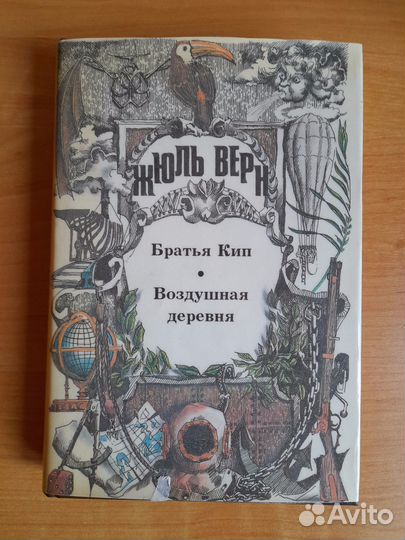 ЖЮЛЬ ВЕРН
Братья Кип
•
Воздушная
деревня
Avito